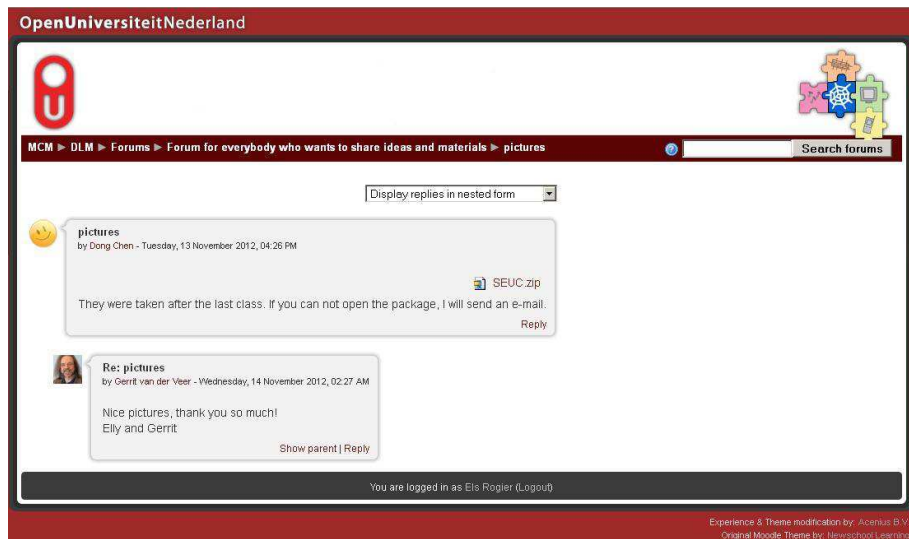 OpenUniversiteitNederland
MCM ► DLM ► Forums ► Forum for everybody who wants to share ideas and materials ► pictures
Search forums
Display replies in nested form
pictures
by Dong Chen - Tuesday, 13 November 2012, 04:26 PM
SEUC.zip
They were taken after the last class. If you can not open the package, I will send an e-mail.
Reply
Re: pictures
by Gerrit van der Veer - Wednesday, 14 November 2012, 02:27 AM
Nice pictures, thank you so much!
Elly and Gerrit
Show parent | Reply
You are logged in as Els Rogier (Logout)
Experience & Theme modification by: Acenius B.V.
Original Moodle Theme by: Newschool Learning